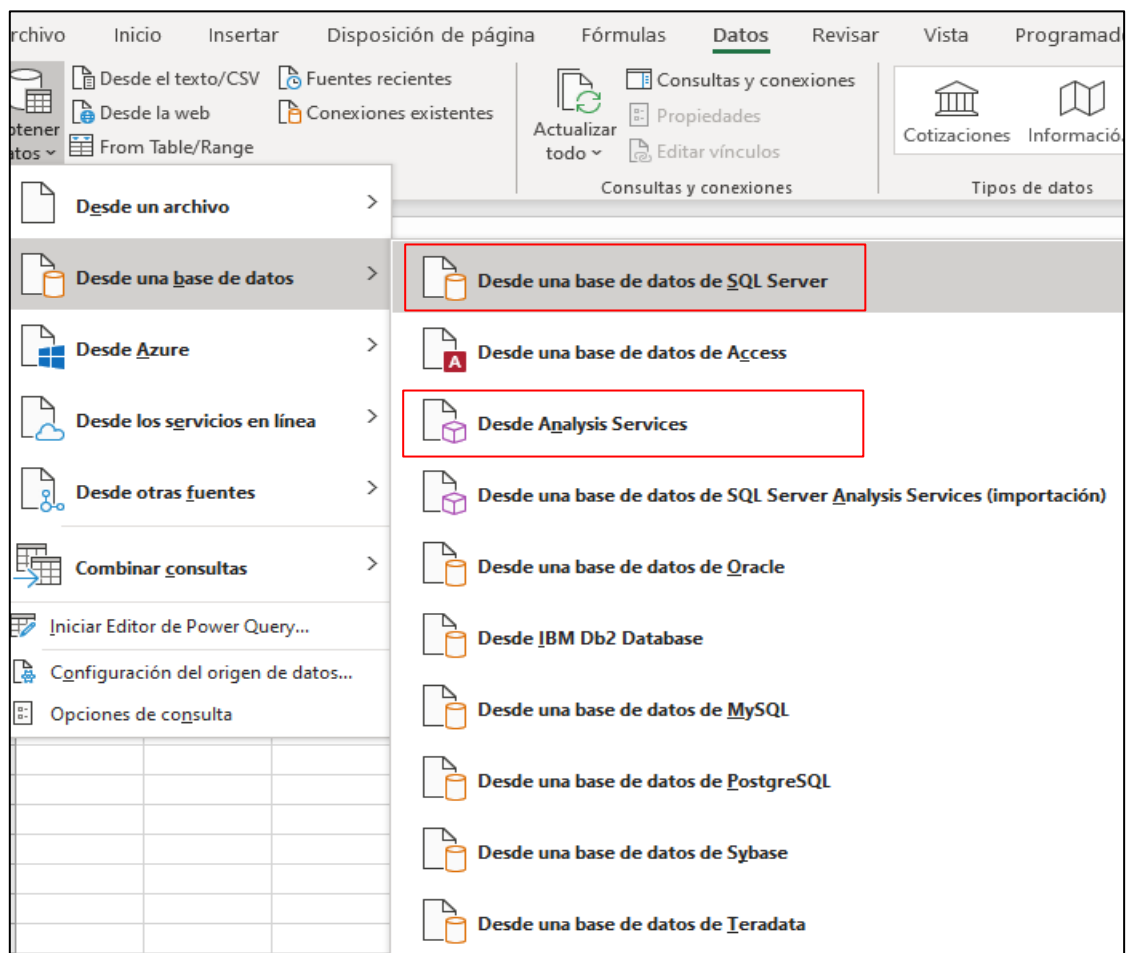 rchivo Inicio Insertar Disposición de página Fórmulas Datos Revisar Vista Programad
Desde el texto/CSV
Fuentes recientes
Desde la web
Conexiones existentes
From Table/Range
btener
atos
Actualizar
todo
Consultas y conexiones
Propiedades
Editar vínculos
Consultas y conexiones
Cotizaciones
Informació
Tipos de datos
Desde un archivo
Desde una base de datos
Desde Azure
Desde los servicios en línea
Desde otras fuentes
Combinar consultas
Iniciar Editor de Power Query...
Configuración del origen de datos...
Opciones de consulta
Desde una base de datos de SQL Server
Desde una base de datos de Access
Desde Analysis Services
Desde una base de datos de SQL Server Analysis Services (importación)
Desde una base de datos de Oracle
Desde IBM Db2 Database
Desde una base de datos de MySQL
Desde una base de datos de PostgreSQL
Desde una base de datos de Sybase
Desde una base de datos de Teradata